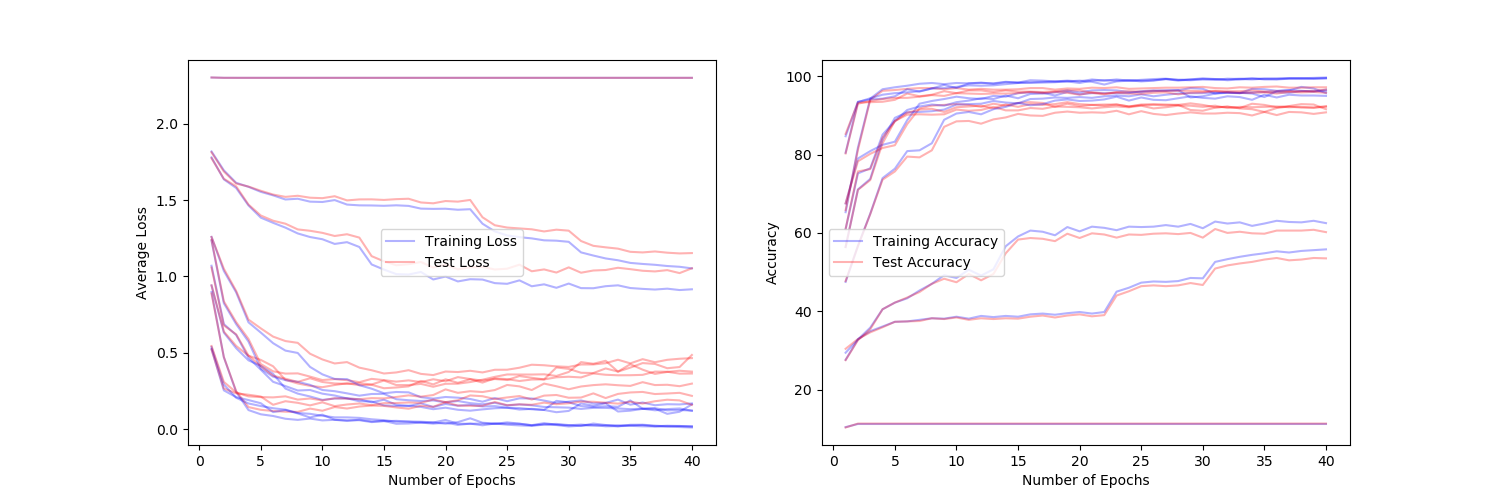 2.0
1.5
1.0
0.5
0.0
Average Loss
Training Loss
Test Loss
0 5 10 15 20 25 30 35 40
Number of Epochs
100
80
60
40
20
Accuracy
Training Accuracy
Test Accuracy
0 5 10 15 20 25 30 35 40
Number of Epochs